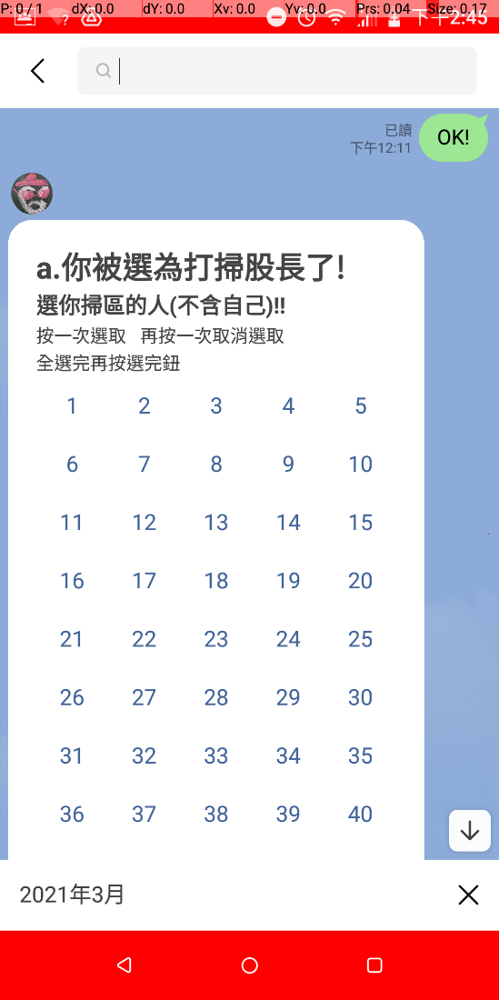 P: 0 / 1 dX: 0.0 dY: 0.0 Xv: 0.0 Yv: 0.0 Prs: 0.04 Size: 0.17
下午2:45
已讀
下午12:11
OK!
a.你被選為打掃股長了!
選你掃區的人(不含自己)!!
按一次選取 再按一次取消選取
全選完再按選完鈕
1 2 3 4 5
6 7 8 9 10
11 12 13 14 15
16 17 18 19 20
21 22 23 24 25
26 27 28 29 30
31 32 33 34 35
36 37 38 39 40
2021年3月